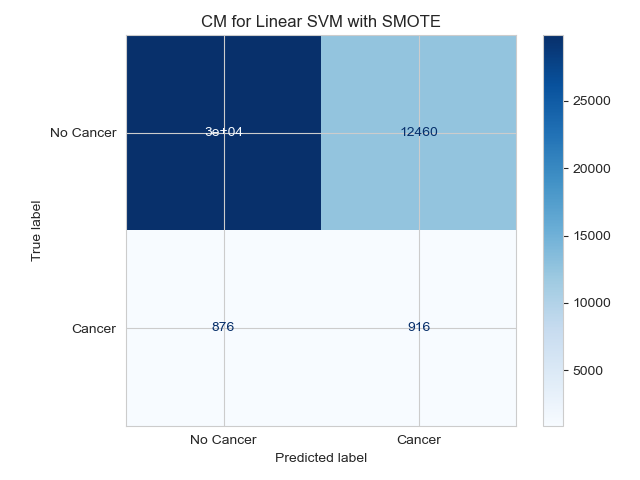 CM for Linear SVM with SMOTE
No Cancer
3e+04
12460
Cancer
876
916
No Cancer
Cancer
Predicted label
True label
25000
20000
15000
10000
5000